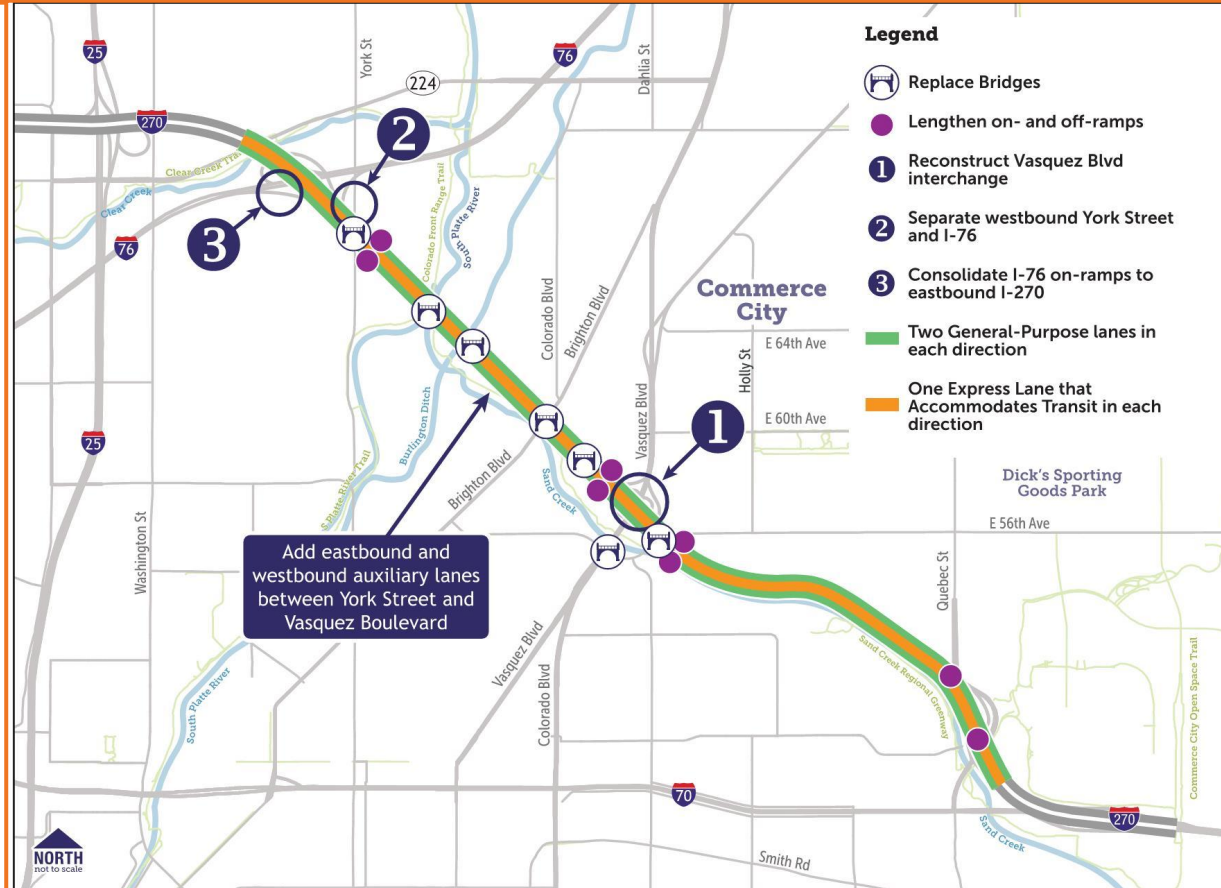 25
York St
76
Dahlia St
224
270
2
Clear Creek Trail
Clear Creek
3
76
Colorado Front Range Trail
South Platte River
Colorado Blvd
Brighton Blvd
Commerce
City
E 64th Ave
Holly St
Vasquez Blvd
E 60th Ave
1
25
Burlington Ditch
S Platte River Trail
Brighton Blvd
Sand Creek
Washington St
Add eastbound and
westbound auxiliary lanes
between York Street and
Vasquez Boulevard
Dick's Sporting
Goods Park
E 56th Ave
Quebec St
Vasquez Blvd
Colorado Blvd
South Platte River
Sand Creek Regional Greenway
Commerce City Open Space Trail
70
270
Sand Creek
Smith Rd
NORTH
not to scale
Legend
Replace Bridges
Lengthen on- and off-ramps
1
Reconstruct Vasquez Blvd
interchange
2
Separate westbound York Street
and I-76
3
Consolidate I-76 on-ramps to
eastbound I-270
Two General-Purpose lanes in
each direction
One Express Lane that
Accommodates Transit in each
direction